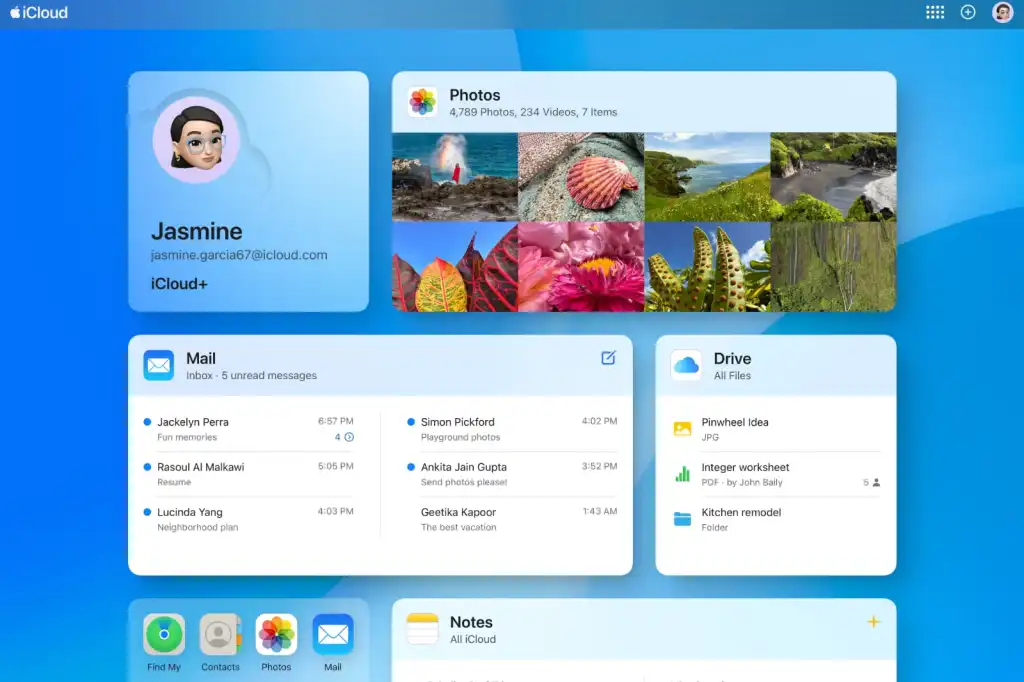 iCloud
Jasmine
jasmine.garcia67@icloud.com
iCloud+
Photos
4,789 Photos, 234 Videos, 7 Items
Mail
Inbox · 5 unread messages
Jackelyn Perra 6:57 PM
Fun memories 4
Rasoul Al Malkawi 5:05 PM
Resume
Lucinda Yang 4:03 PM
Neighborhood plan
Simon Pickford 4:02 PM
Playground photos
Ankita Jain Gupta 3:52 PM
Send photos please!
Geetika Kapoor 1:43 AM
The best vacation
Drive
All Files
Pinwheel Idea
JPG
Integer worksheet
PDF · by John Baily 5
Kitchen remodel
Folder
Find My
Contacts
Photos
Mail
Notes
All iCloud